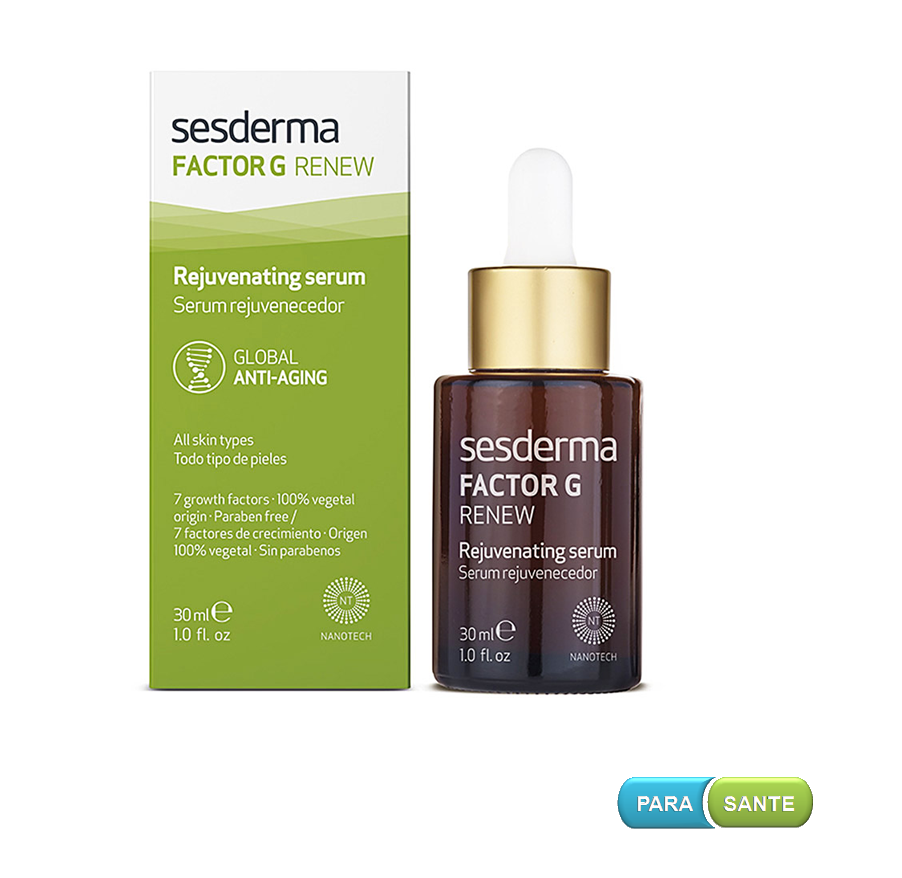 sesderma
FACTOR G RENEW
Rejuvenating serum
Serum rejuvenecedor
GLOBAL
ANTI-AGING
All skin types
Todo tipo de pieles
7 growth factors · 100% vegetal
origin · Paraben free /
7 factores de crecimiento · Origen
100% vegetal · Sin parabenos
30 ml ℮
1.0 fl. oz
NT
NANOTECH
sesderma
FACTOR G
RENEW
Rejuvenating serum
Serum rejuvenecedor
30 ml ℮
1.0 fl. oz
NT
NANOTECH
PARA SANTE